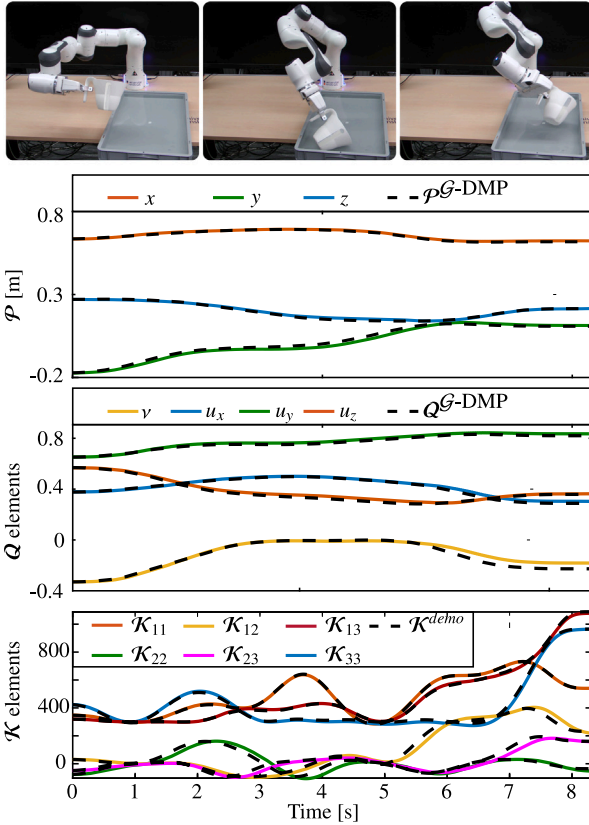 x y z 𝒫^𝒢-DMP
0.8
0.3
-0.2
𝒫 [m]
ν u_x u_y u_z 𝒬^𝒢-DMP
0.8
0.4
0
-0.4
𝒬 elements
𝒦_11 𝒦_12 𝒦_13 𝒦^demo
𝒦_22 𝒦_23 𝒦_33
800
400
0
𝒦 elements
0 1 2 3 4 5 6 7 8
Time [s]